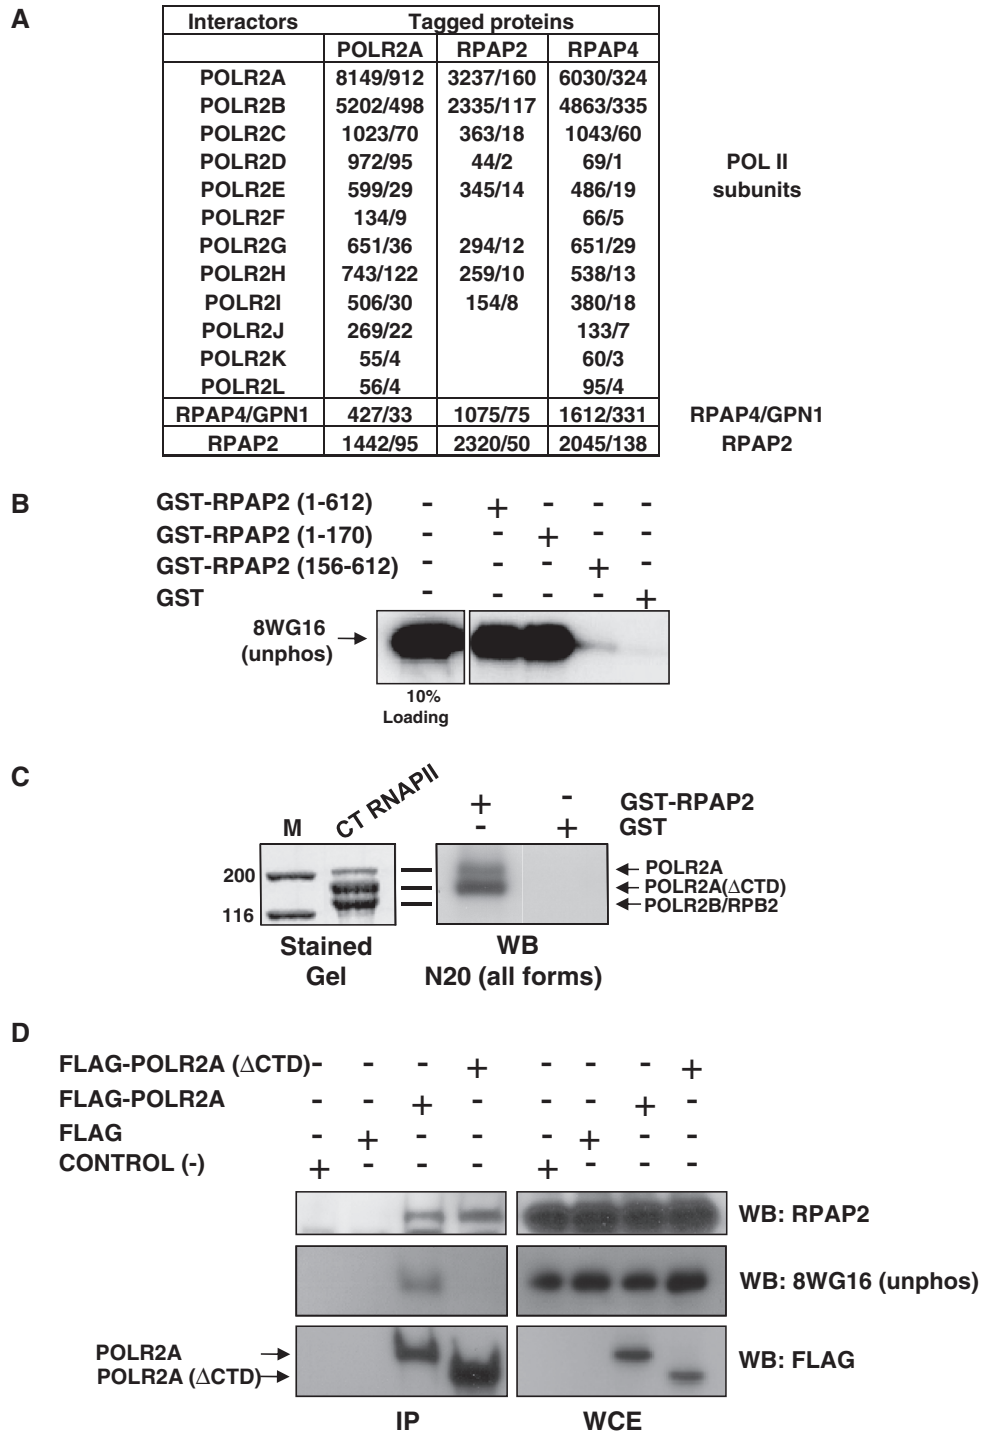 A
Interactors Tagged proteins
POLR2A RPAP2 RPAP4
POLR2A 8149/912 3237/160 6030/324
POLR2B 5202/498 2335/117 4863/335
POLR2C 1023/70 363/18 1043/60
POLR2D 972/95 44/2 69/1 POL II
POLR2E 599/29 345/14 486/19 subunits
POLR2F 134/9 66/5
POLR2G 651/36 294/12 651/29
POLR2H 743/122 259/10 538/13
POLR2I 506/30 154/8 380/18
POLR2J 269/22 133/7
POLR2K 55/4 60/3
POLR2L 56/4 95/4
RPAP4/GPN1 427/33 1075/75 1612/331 RPAP4/GPN1
RPAP2 1442/95 2320/50 2045/138 RPAP2
B
GST-RPAP2 (1-612) - + - - -
GST-RPAP2 (1-170) - - + - -
GST-RPAP2 (156-612) - - - + -
GST - - - - +
8WG16
(unphos)
10%
Loading
C
M CT RNAPII
+ - GST-RPAP2
- + GST
200
116
POLR2A
POLR2A(ΔCTD)
POLR2B/RPB2
Stained
Gel
WB
N20 (all forms)
D
FLAG-POLR2A (ΔCTD) - - - + - - - +
FLAG-POLR2A - - + - - - + -
FLAG - + - - - + - -
CONTROL (-) + - - - + - - -
WB: RPAP2
WB: 8WG16 (unphos)
POLR2A
POLR2A (ΔCTD)
WB: FLAG
IP WCE